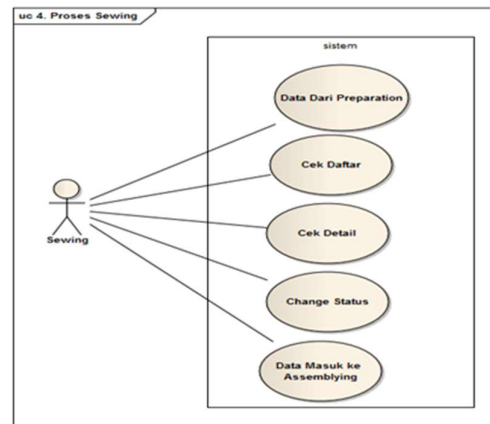 uc 4. Proses Sewing
sistem
Data Dari Preparation
Cek Daftar
Cek Detail
Sewing
Change Status
Data Masuk ke
Assemblying